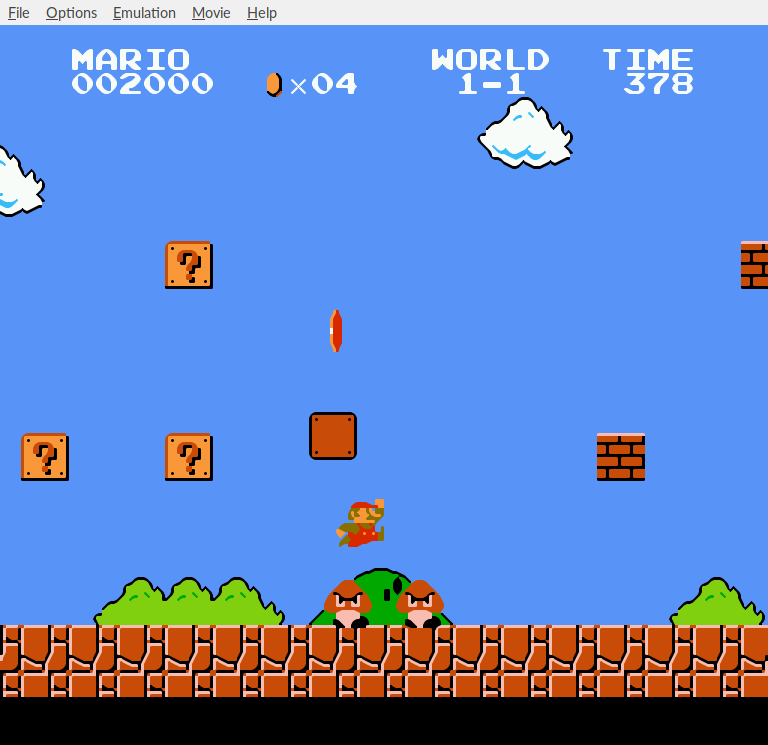 File Options Emulation Movie Help
MARIO WORLD TIME
002000 ×04 1-1 378
?
? ?